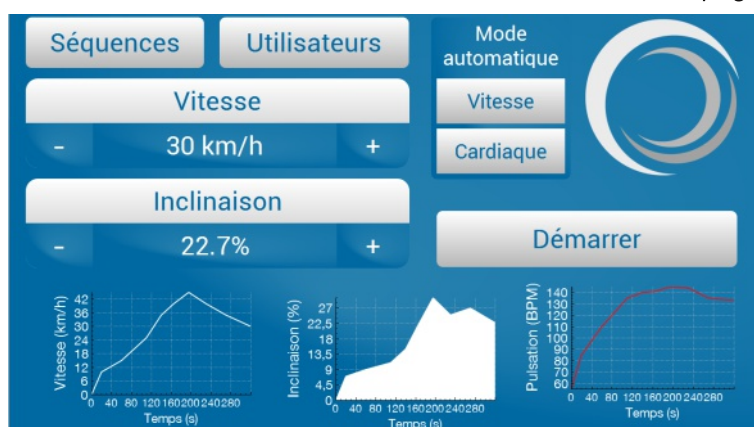 Séquences
Utilisateurs
Mode
automatique
Vitesse
- 30 km/h +
Vitesse
Cardiaque
Inclinaison
- 22.7% +
Démarrer
Vitesse (km/h)
42
36
30
24
18
12
6
0
0 40 80 120 160 200 240 280
Temps (s)
Inclinaison (%)
27
22,5
18
13,5
9
4,5
0
0 40 80 120 160 200 240 280
Temps (s)
Pulsation (BPM)
140
130
120
110
100
90
80
70
60
0 40 80 120 160 200 240 280
Temps (s)